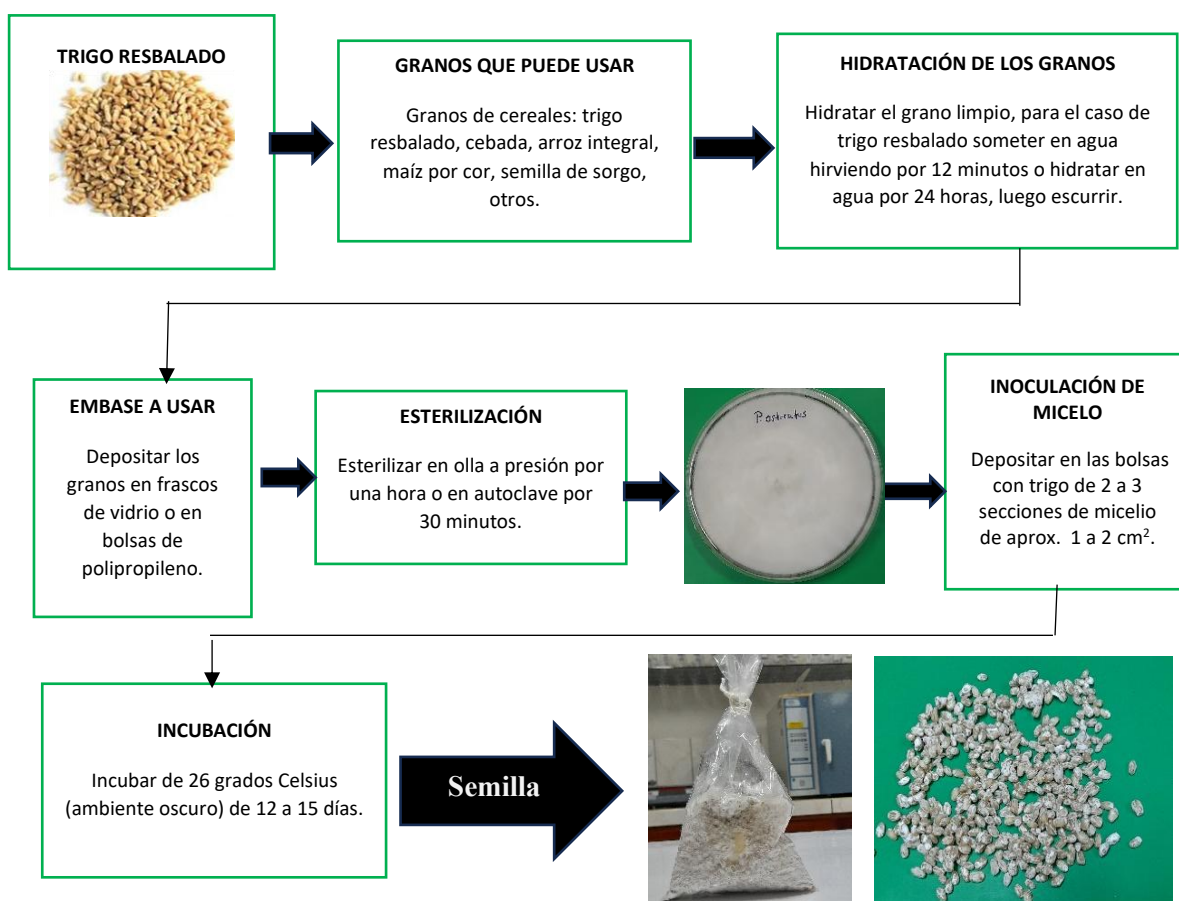 TRIGO RESBALADO
GRANOS QUE PUEDE USAR
Granos de cereales: trigo
resbalado, cebada, arroz integral,
maíz por cor, semilla de sorgo,
otros.
HIDRATACIÓN DE LOS GRANOS
Hidratar el grano limpio, para el caso de
trigo resbalado someter en agua
hirviendo por 12 minutos o hidratar en
agua por 24 horas, luego escurrir.
EMBASE A USAR
Depositar los
granos en frascos
de vidrio o en
bolsas de
polipropileno.
ESTERILIZACIÓN
Esterilizar en olla a presión por
una hora o en autoclave por
30 minutos.
P. ostreatus
INOCULACIÓN DE
MICELO
Depositar en las bolsas
con trigo de 2 a 3
secciones de micelio
de aprox. 1 a 2 cm².
INCUBACIÓN
Incubar de 26 grados Celsius
(ambiente oscuro) de 12 a 15 días.
Semilla